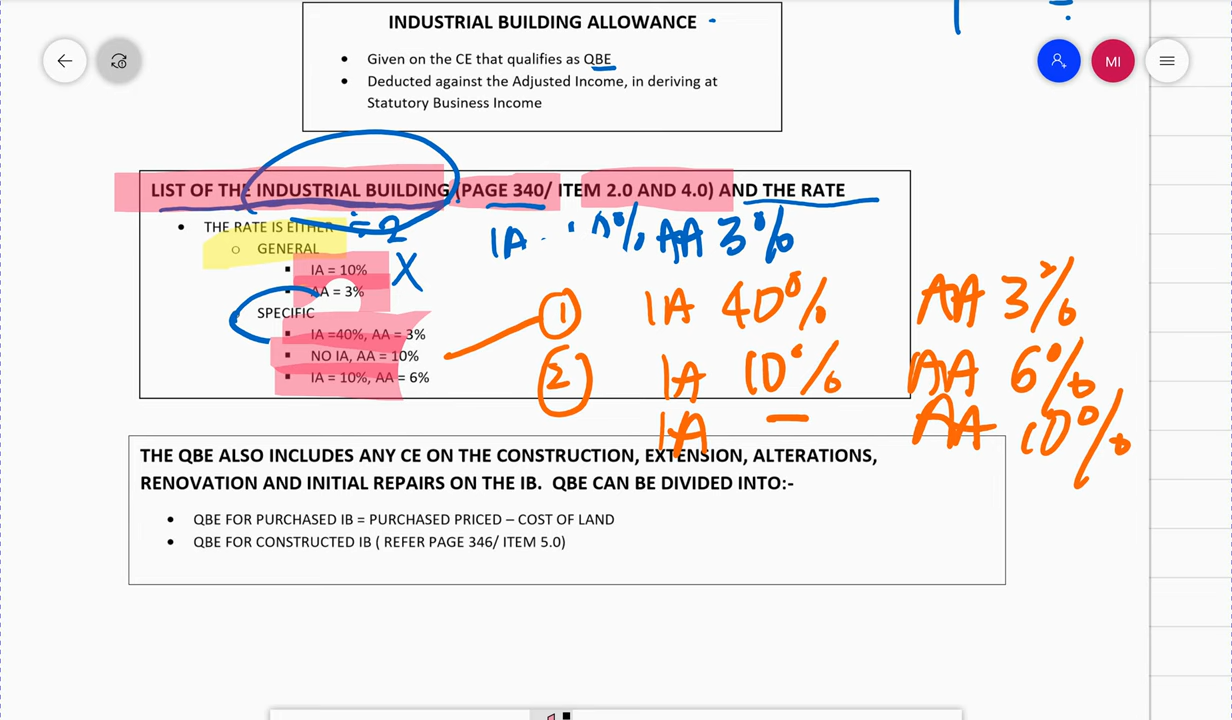 INDUSTRIAL BUILDING ALLOWANCE
• Given on the CE that qualifies as QBE
• Deducted against the Adjusted Income, in deriving at
Statutory Business Income
MI
LIST OF THE INDUSTRIAL BUILDING (PAGE 340/ ITEM 2.0 AND 4.0) AND THE RATE
• THE RATE IS EITHER
o GENERAL
▪ IA = 10%
▪ AA = 3%
SPECIFIC
▪ IA =40%, AA = 3%
▪ NO IA, AA = 10%
▪ IA = 10%, AA = 6%
IA 10% AA 3%
X
1 IA 40% AA 3%
2 IA 10% AA 6%
IA — AA 10%
THE QBE ALSO INCLUDES ANY CE ON THE CONSTRUCTION, EXTENSION, ALTERATIONS,
RENOVATION AND INITIAL REPAIRS ON THE IB. QBE CAN BE DIVIDED INTO:-
• QBE FOR PURCHASED IB = PURCHASED PRICED – COST OF LAND
• QBE FOR CONSTRUCTED IB ( REFER PAGE 346/ ITEM 5.0)